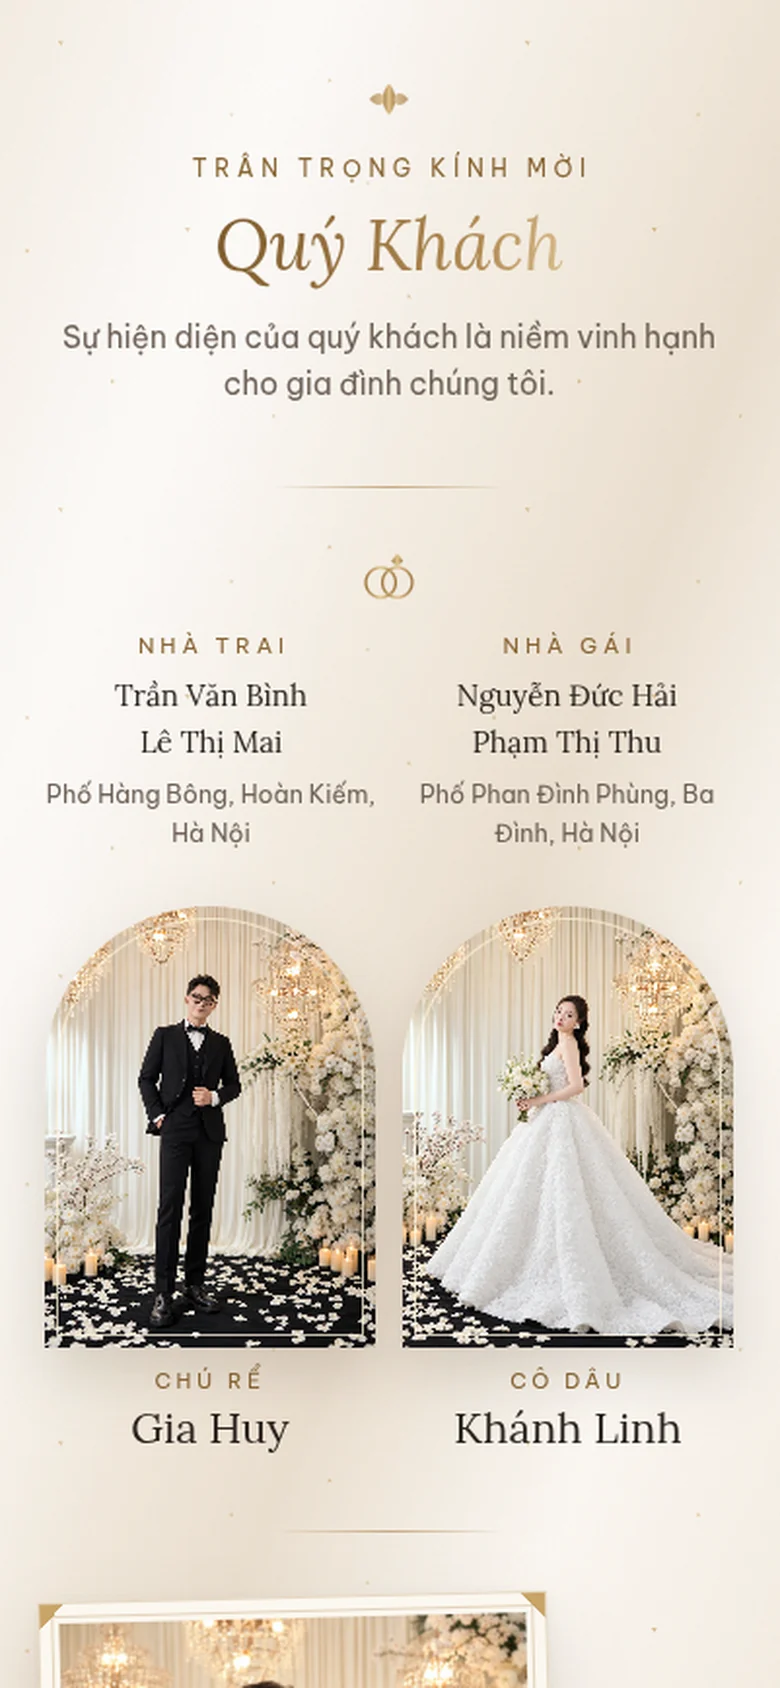 TRÂN TRỌNG KÍNH MỜI
Quý Khách
Sự hiện diện của quý khách là niềm vinh hạnh
cho gia đình chúng tôi.
NHÀ TRAI
Trần Văn Bình
Lê Thị Mai
Phố Hàng Bông, Hoàn Kiếm,
Hà Nội
NHÀ GÁI
Nguyễn Đức Hải
Phạm Thị Thu
Phố Phan Đình Phùng, Ba
Đình, Hà Nội
CHÚ RỂ
Gia Huy
CÔ DÂU
Khánh Linh